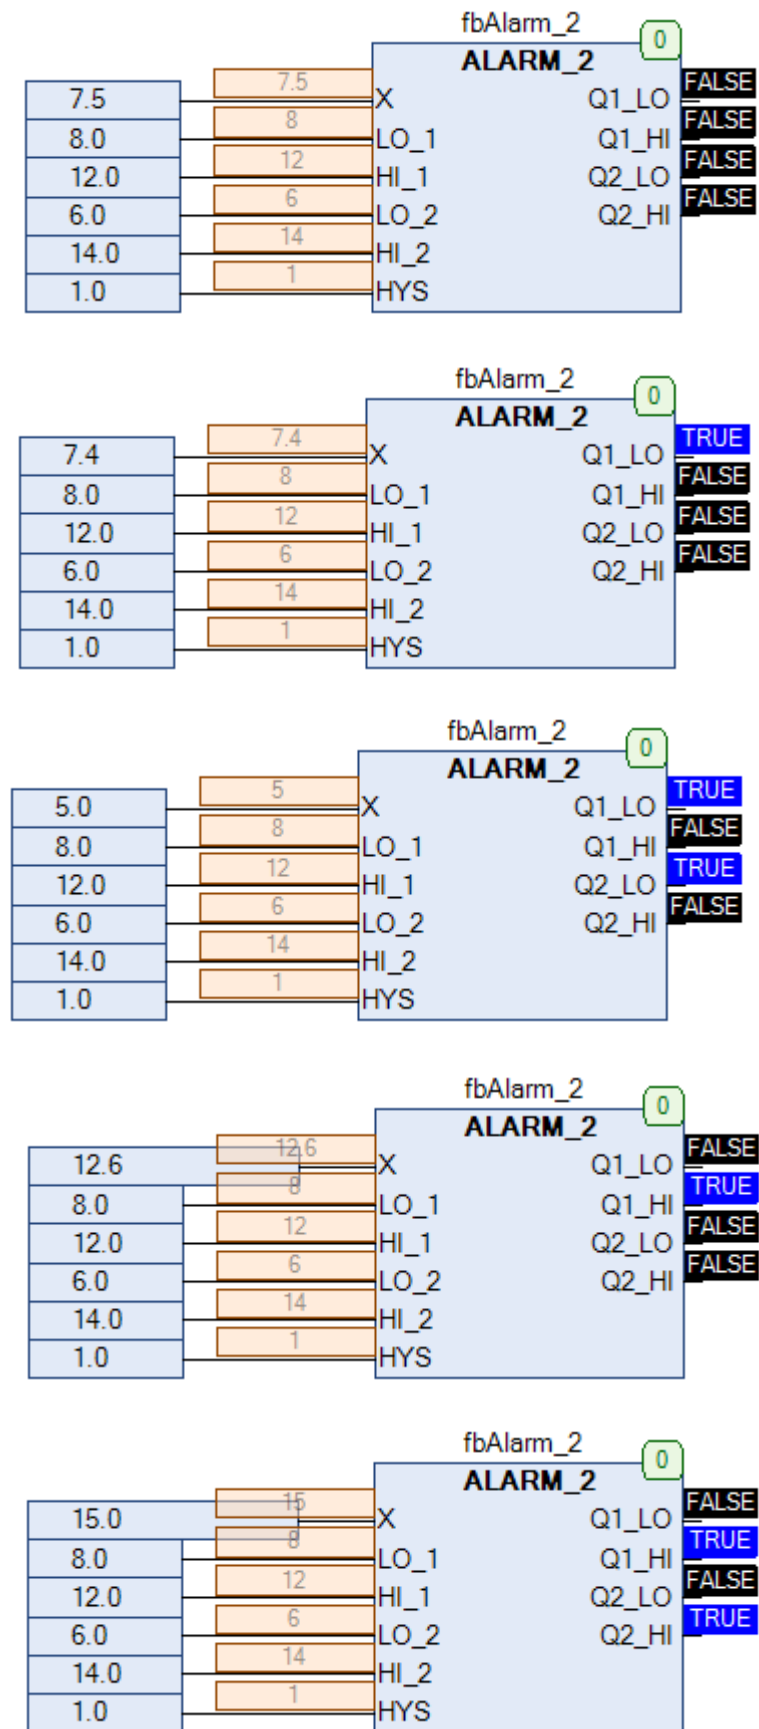 fbAlarm_2
0
ALARM_2
7.5 7.5 X Q1_LO FALSE
8.0 8 LO_1 Q1_HI FALSE
12.0 12 HI_1 Q2_LO FALSE
6.0 6 LO_2 Q2_HI FALSE
14.0 14 HI_2
1.0 1 HYS
fbAlarm_2
0
ALARM_2
7.4 7.4 X Q1_LO TRUE
8.0 8 LO_1 Q1_HI FALSE
12.0 12 HI_1 Q2_LO FALSE
6.0 6 LO_2 Q2_HI FALSE
14.0 14 HI_2
1.0 1 HYS
fbAlarm_2
0
ALARM_2
5.0 5 X Q1_LO TRUE
8.0 8 LO_1 Q1_HI FALSE
12.0 12 HI_1 Q2_LO TRUE
6.0 6 LO_2 Q2_HI FALSE
14.0 14 HI_2
1.0 1 HYS
fbAlarm_2
0
ALARM_2
12.6 12.6 X Q1_LO FALSE
8.0 8 LO_1 Q1_HI TRUE
12.0 12 HI_1 Q2_LO FALSE
6.0 6 LO_2 Q2_HI FALSE
14.0 14 HI_2
1.0 1 HYS
fbAlarm_2
0
ALARM_2
15.0 15 X Q1_LO FALSE
8.0 8 LO_1 Q1_HI TRUE
12.0 12 HI_1 Q2_LO FALSE
6.0 6 LO_2 Q2_HI TRUE
14.0 14 HI_2
1.0 1 HYS